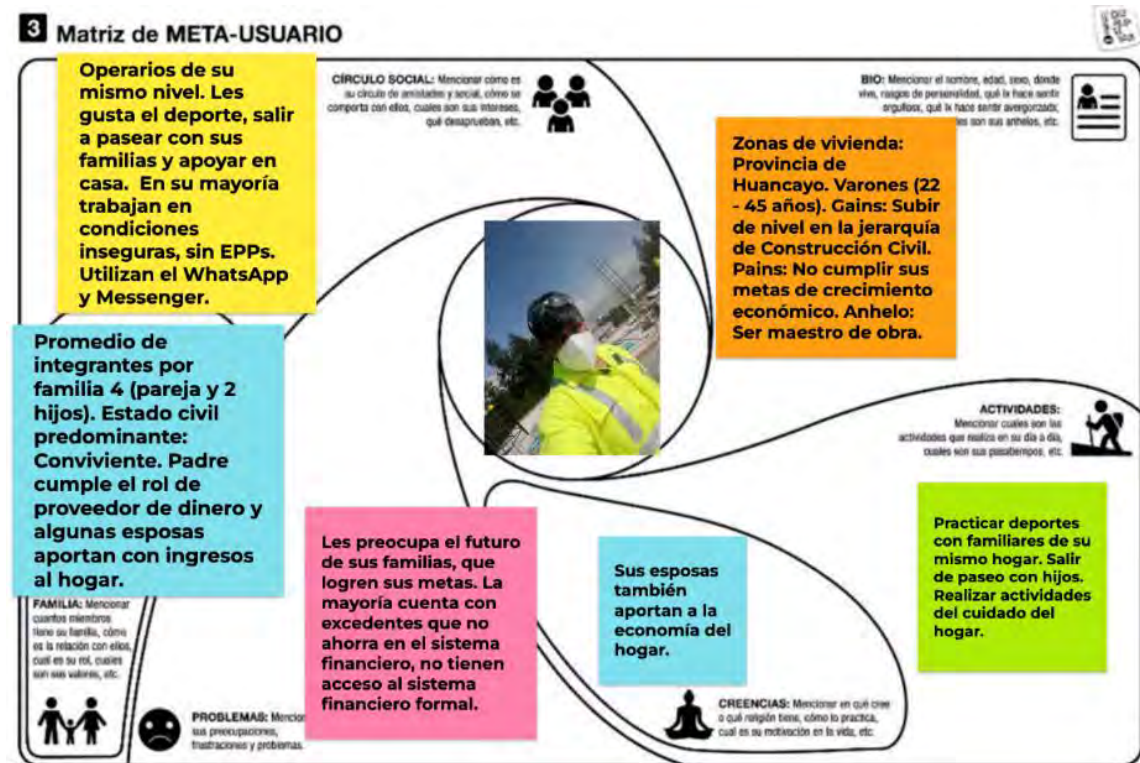 3 Matriz de META-USUARIO
Operarios de su
mismo nivel. Les
gusta el deporte, salir
a pasear con sus
familias y apoyar en
casa. En su mayoría
trabajan en
condiciones
inseguras, sin EPPs.
Utilizan el WhatsApp
y Messenger.
CÍRCULO SOCIAL: Mencionar cómo es
su círculo de amistades y social, cómo se
comporta con ellos, cuales son sus intereses,
qué desaprueban, etc.
BIO: Mencionar el nombre, edad, sexo, donde
vive, rasgos de personalidad, qué la hace sentir
orgullosa, qué la hace sentir avergonzada,
son sus anhelos, etc.
Zonas de vivienda:
Provincia de
Huancayo. Varones (22
- 45 años). Gains: Subir
de nivel en la jerarquía
de Construcción Civil.
Pains: No cumplir sus
metas de crecimiento
económico. Anhelo:
Ser maestro de obra.
Promedio de
integrantes por
familia 4 (pareja y 2
hijos). Estado civil
predominante:
Conviviente. Padre
cumple el rol de
proveedor de dinero y
algunas esposas
aportan con ingresos
al hogar.
FAMILIA: Mencionar
cuantos miembros
tiene su familia, cómo
es la relación con ellos,
cual es su rol, cuales
son sus valores, etc.
ACTIVIDADES:
Mencionar cuales son las
actividades que realiza en su día a día,
cuales son sus pasatiempos, etc.
Practicar deportes
con familiares de su
mismo hogar. Salir
de paseo con hijos.
Realizar actividades
del cuidado del
hogar.
Les preocupa el futuro
de sus familias, que
logren sus metas. La
mayoría cuenta con
excedentes que no
ahorra en el sistema
financiero, no tienen
acceso al sistema
financiero formal.
PROBLEMAS:
sus preocupaciones,
frustraciones y problemas.
Sus esposas
también
aportan a la
economía del
hogar.
CREENCIAS: Mencionar en qué cree
o qué religión tiene, cómo la practica,
cual es su motivación en la vida, etc.